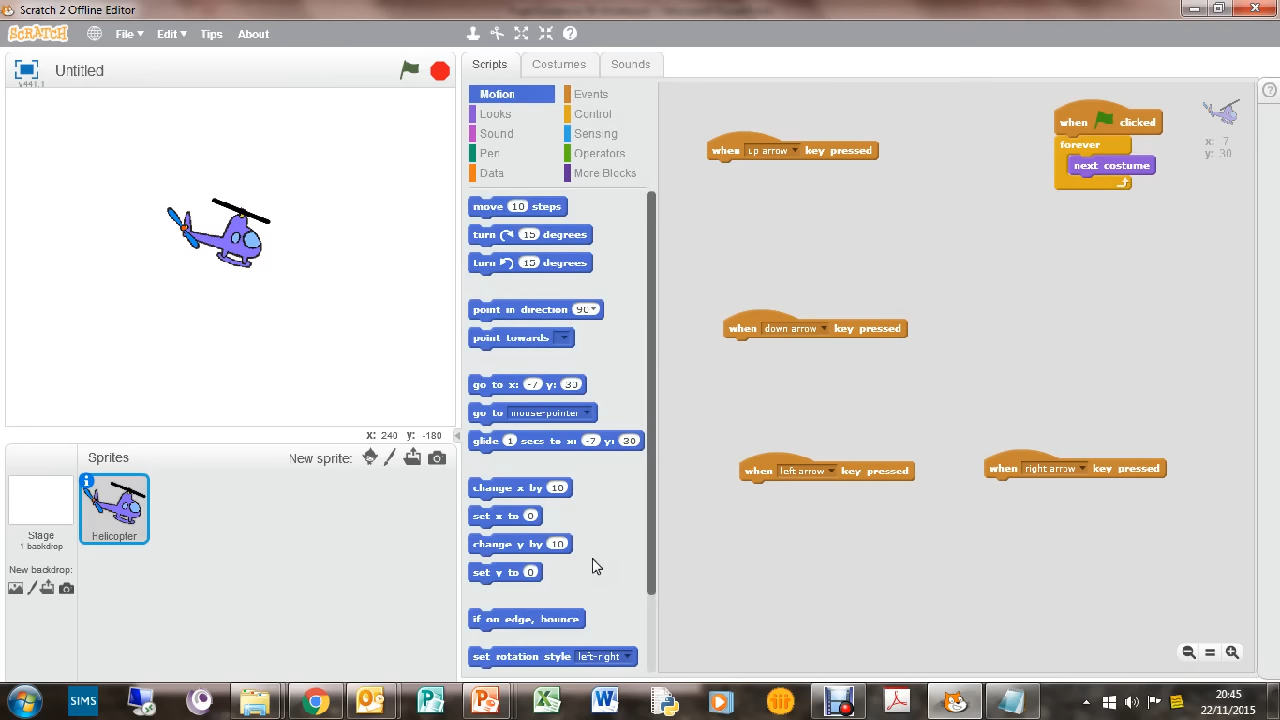 Scratch 2 Offline Editor
SCRATCH File Edit Tips About
Untitled
v441.1
Scripts Costumes Sounds
Motion Events
Looks Control
Sound Sensing
Pen Operators
Data More Blocks
move 10 steps
turn 15 degrees
turn 15 degrees
point in direction 90
point towards
go to x: -7 y: 30
go to mouse-pointer
glide 1 secs to x: -7 y: 30
change x by 10
set x to 0
change y by 10
set y to 0
if on edge, bounce
set rotation style left-right
when up arrow key pressed
when down arrow key pressed
when left arrow key pressed
when right arrow key pressed
when clicked
forever
next costume
x: -7
y: 30
X: 240 y: -180
Sprites New sprite:
Helicopter
Stage
1 backdrop
New backdrop:
SIMS
20:45
22/11/2015